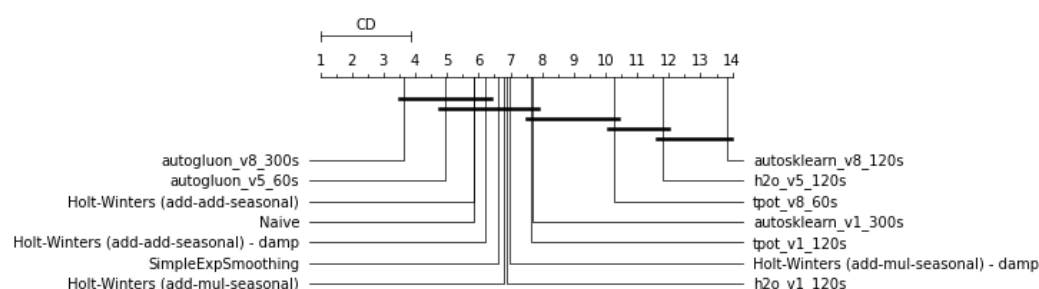 CD
1 2 3 4 5 6 7 8 9 10 11 12 13 14
autogluon_v8_300s
autosklearn_v8_120s
autogluon_v5_60s
h2o_v5_120s
Holt-Winters (add-add-seasonal)
tpot_v8_60s
Naive
autosklearn_v1_300s
Holt-Winters (add-add-seasonal) - damp
tpot_v1_120s
SimpleExpSmoothing
Holt-Winters (add-mul-seasonal) - damp
Holt-Winters (add-mul-seasonal)
h2o_v1_120s